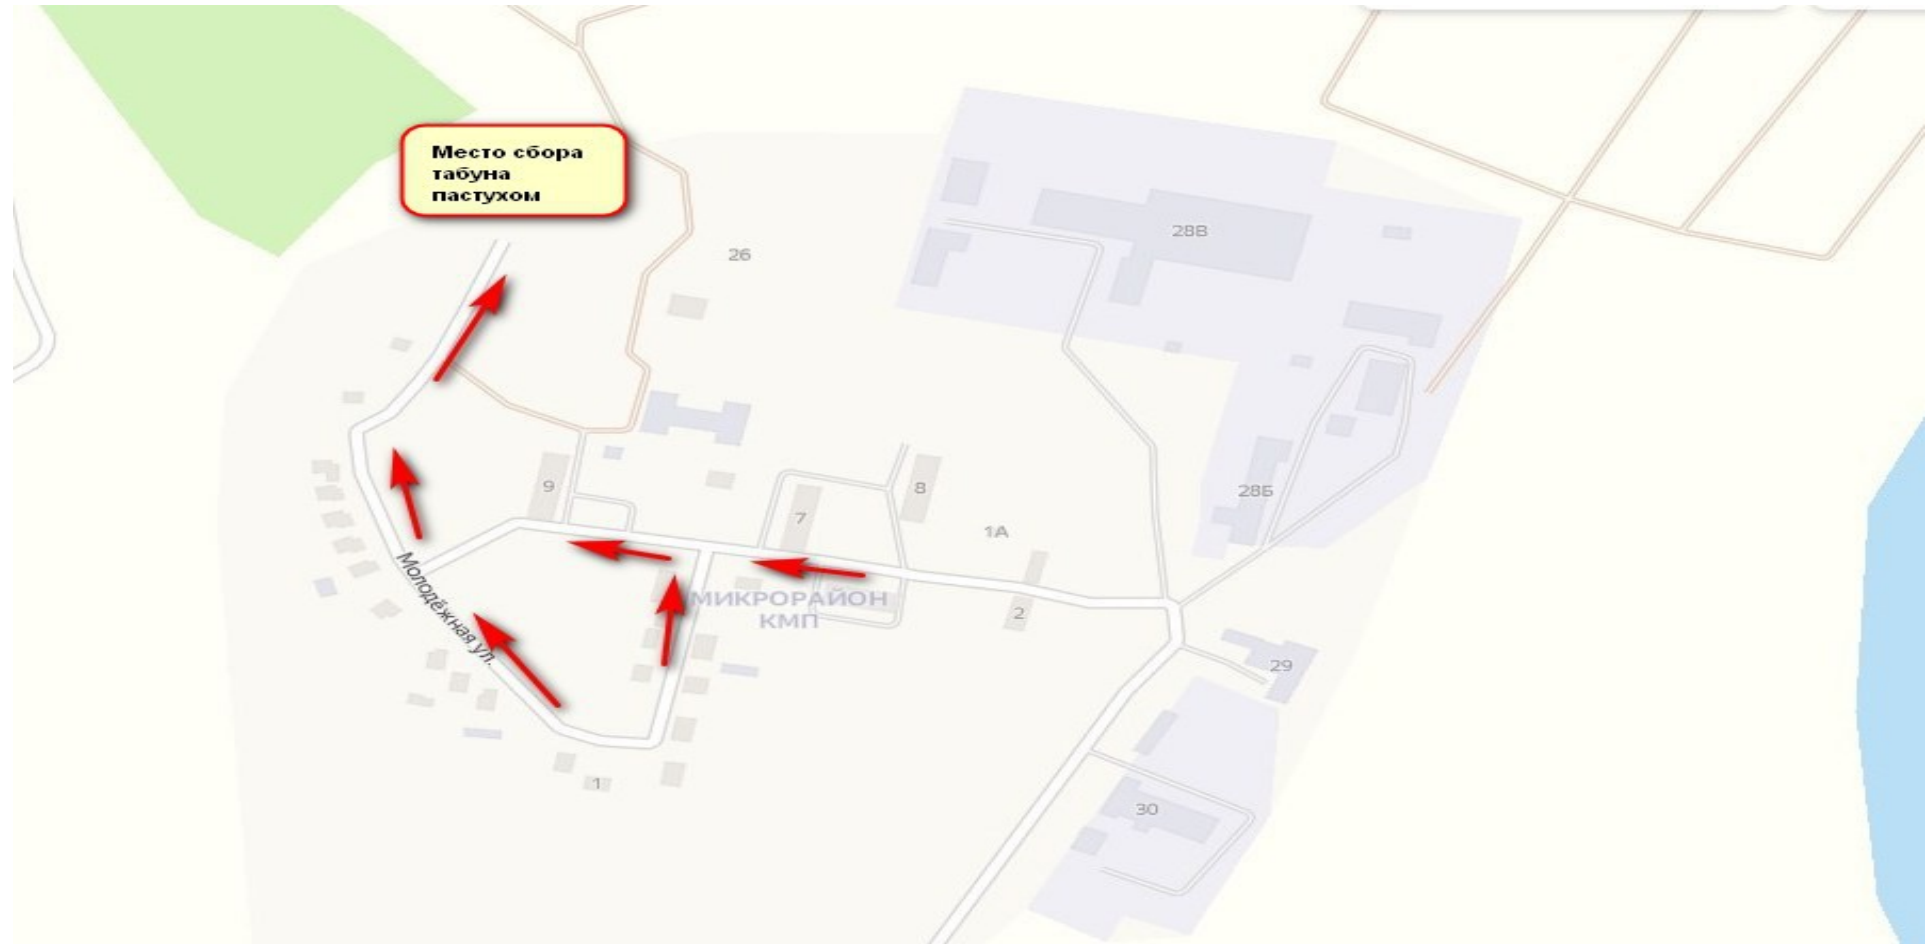 Место сбора
табуна
пастухом
26
28В
9
7
8
1А
28Б
Молодёжная ул.
МИКРОРАЙОН
КМП
2
29
1
30